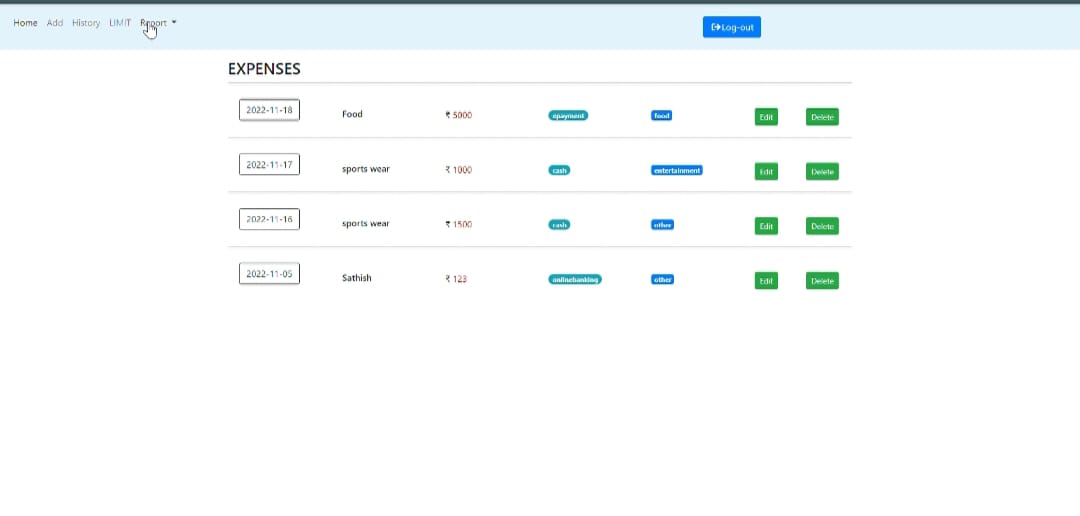 Home Add History LIMIT Report
Log-out
EXPENSES
2022-11-18 Food ₹ 5000 epayment food Edit Delete
2022-11-17 sports wear ₹ 1000 cash entertainment Edit Delete
2022-11-16 sports wear ₹ 1500 cash other Edit Delete
2022-11-05 Sathish ₹ 123 onlinebanking other Edit Delete